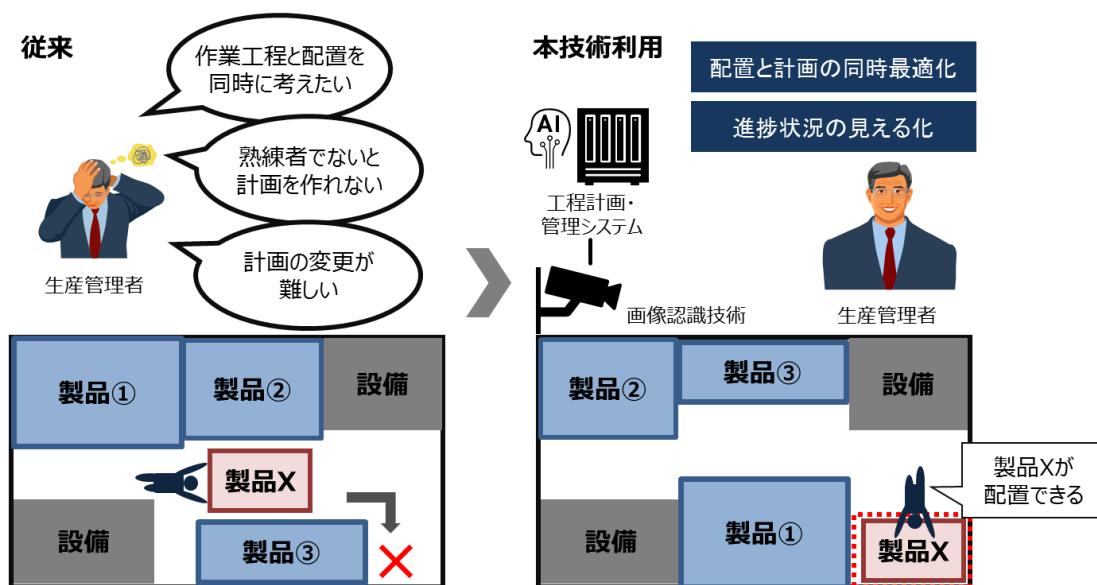 従来
作業工程と配置を
同時に考えたい
熟練者でないと
計画を作れない
計画の変更が
難しい
生産管理者
製品①
製品②
設備
製品X
設備
製品③
本技術利用
配置と計画の同時最適化
進捗状況の見える化
AI
工程計画・
管理システム
画像認識技術
生産管理者
製品②
製品③
設備
製品Xが
配置できる
設備
製品①
製品X